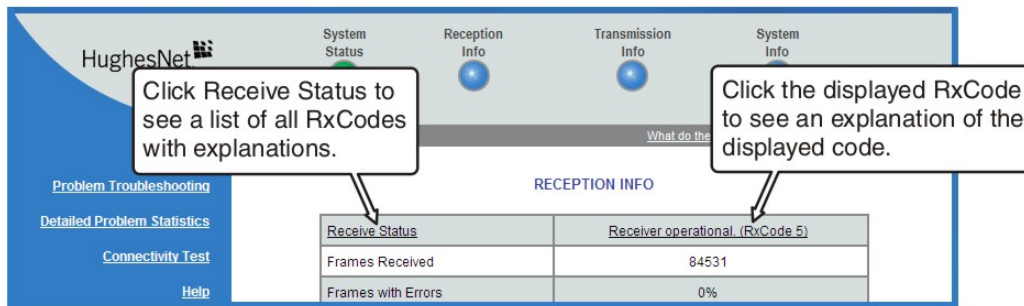 HughesNet
System
Status
Reception
Info
Transmission
Info
System
Info
Click Receive Status to
see a list of all RxCodes
with explanations.
Click the displayed RxCode
to see an explanation of the
displayed code.
What do the
Problem Troubleshooting
Detailed Problem Statistics
Connectivity Test
Help
RECEPTION INFO
Receive Status Receiver operational. (RxCode 5)
Frames Received 84531
Frames with Errors 0%